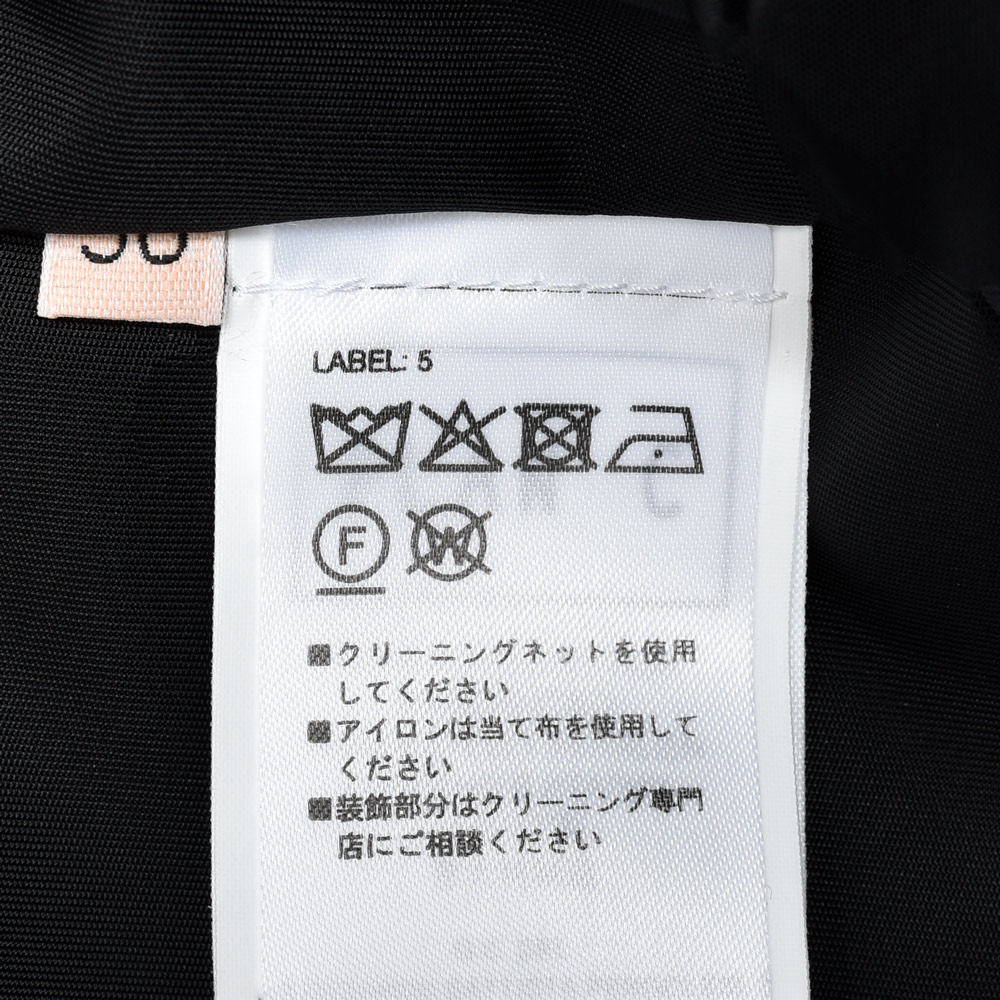 LABEL: 5
F W
■クリーニングネットを使用
してください
■アイロンは当て布を使用して
ください
■装飾部分はクリーニング専門
店にご相談ください